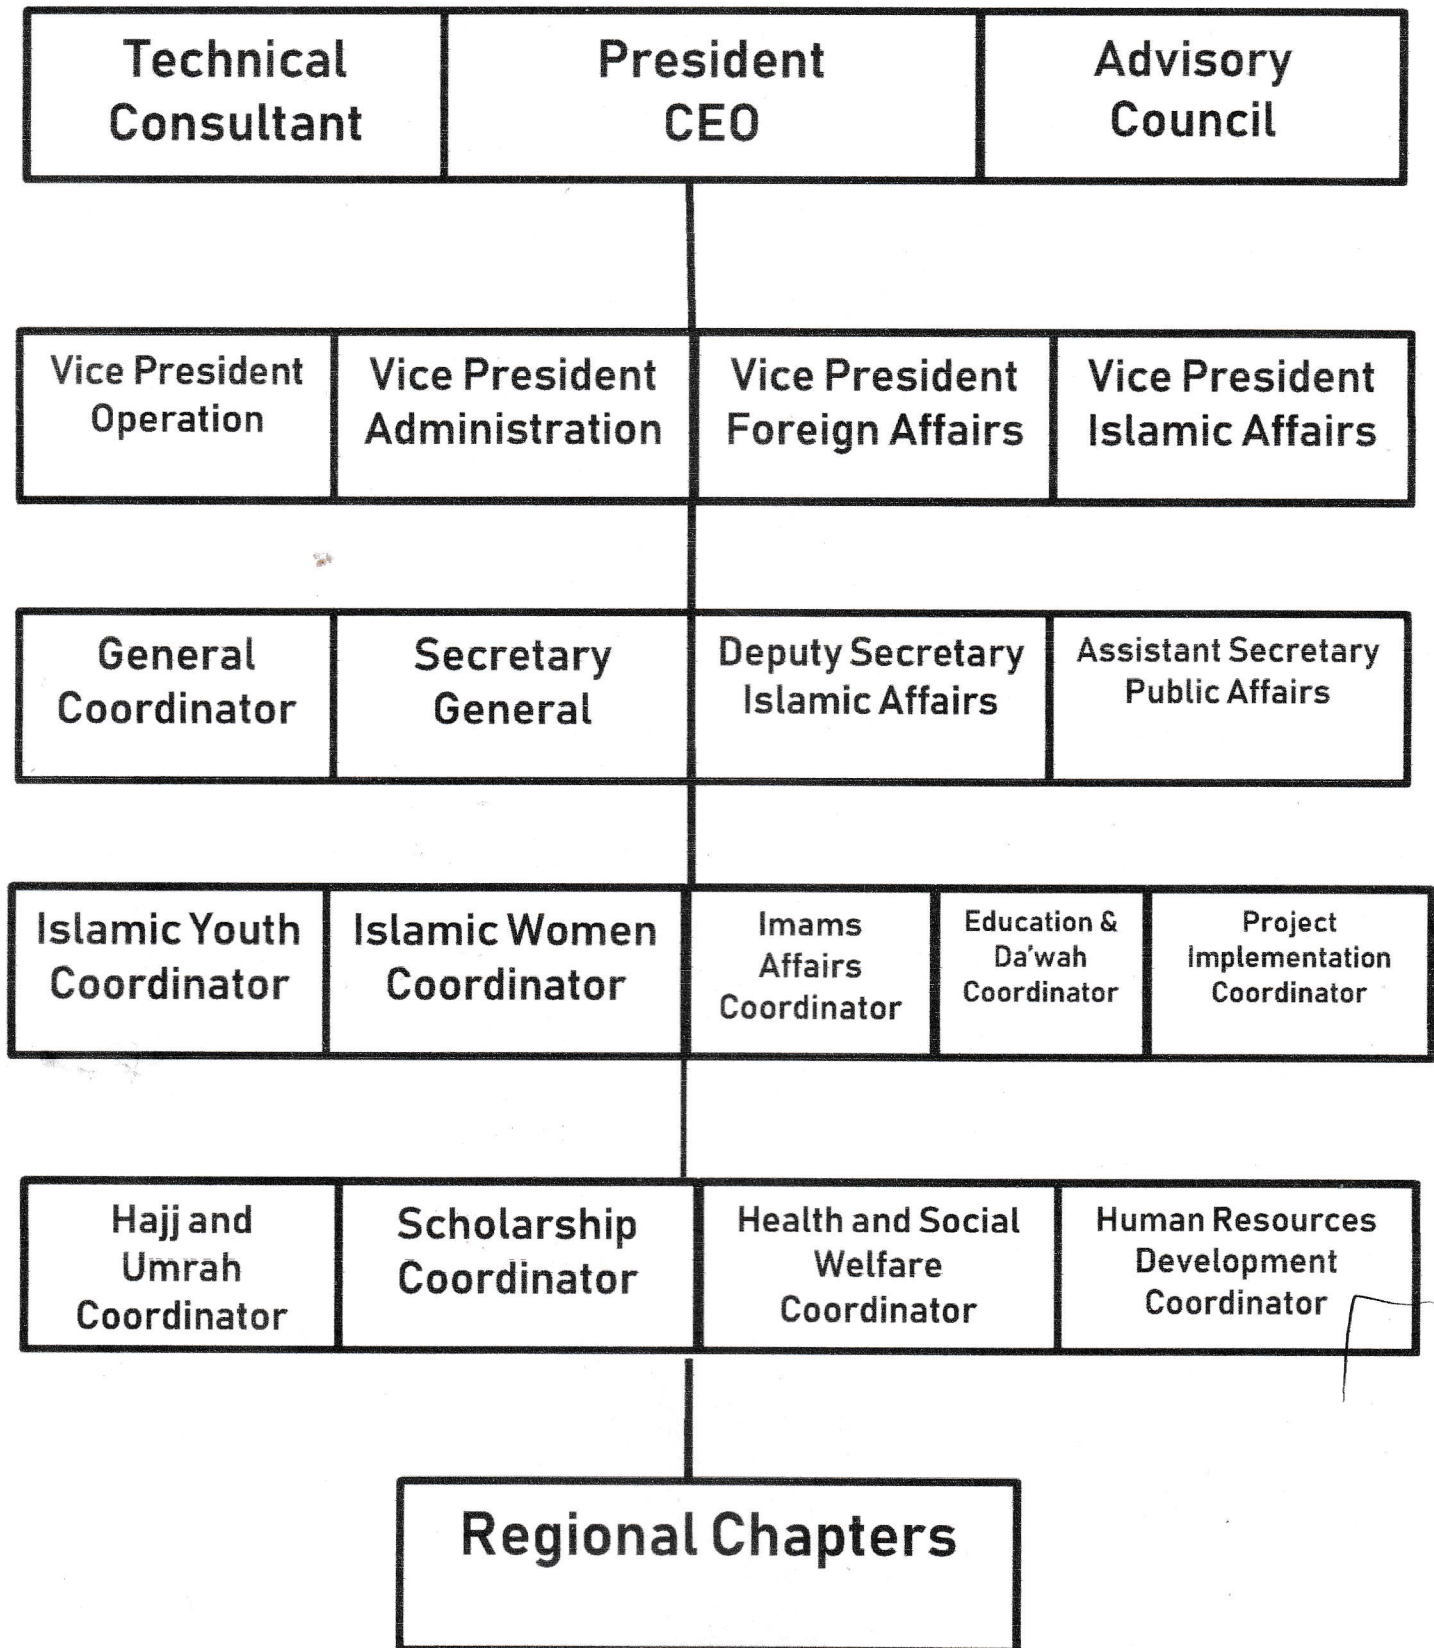 Technical
Consultant
President
CEO
Advisory
Council
Vice President
Operation
Vice President
Administration
Vice President
Foreign Affairs
Vice President
Islamic Affairs
General
Coordinator
Secretary
General
Deputy Secretary
Islamic Affairs
Assistant Secretary
Public Affairs
Islamic Youth
Coordinator
Islamic Women
Coordinator
Imams
Affairs
Coordinator
Education &
Da'wah
Coordinator
Project
Implementation
Coordinator
Hajj and
Umrah
Coordinator
Scholarship
Coordinator
Health and Social
Welfare
Coordinator
Human Resources
Development
Coordinator
Regional Chapters